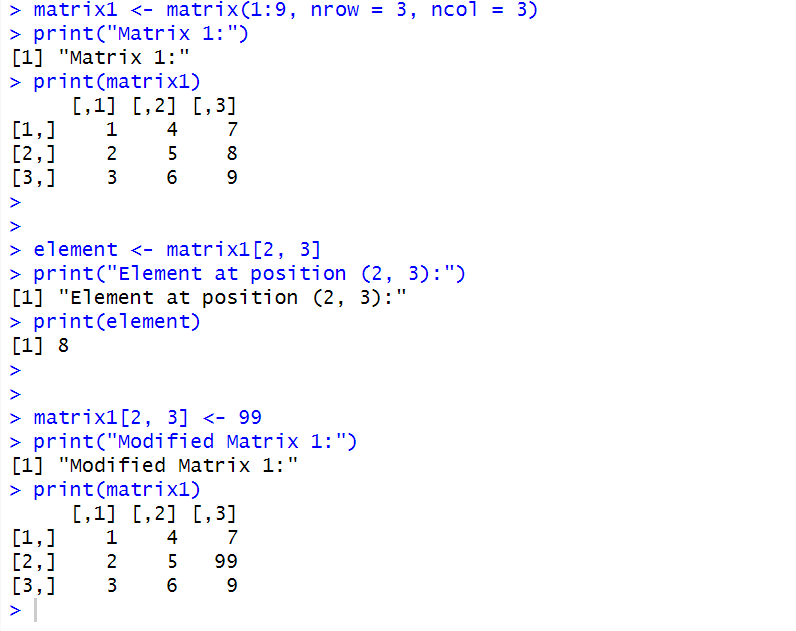 > matrix1 <- matrix(1:9, nrow = 3, ncol = 3)
> print("Matrix 1:")
[1] "Matrix 1:"
> print(matrix1)
     [,1] [,2] [,3]
[1,]    1    4    7
[2,]    2    5    8
[3,]    3    6    9
>
>
> element <- matrix1[2, 3]
> print("Element at position (2, 3):")
[1] "Element at position (2, 3):"
> print(element)
[1] 8
>
>
> matrix1[2, 3] <- 99
> print("Modified Matrix 1:")
[1] "Modified Matrix 1:"
> print(matrix1)
     [,1] [,2] [,3]
[1,]    1    4    7
[2,]    2    5   99
[3,]    3    6    9
>